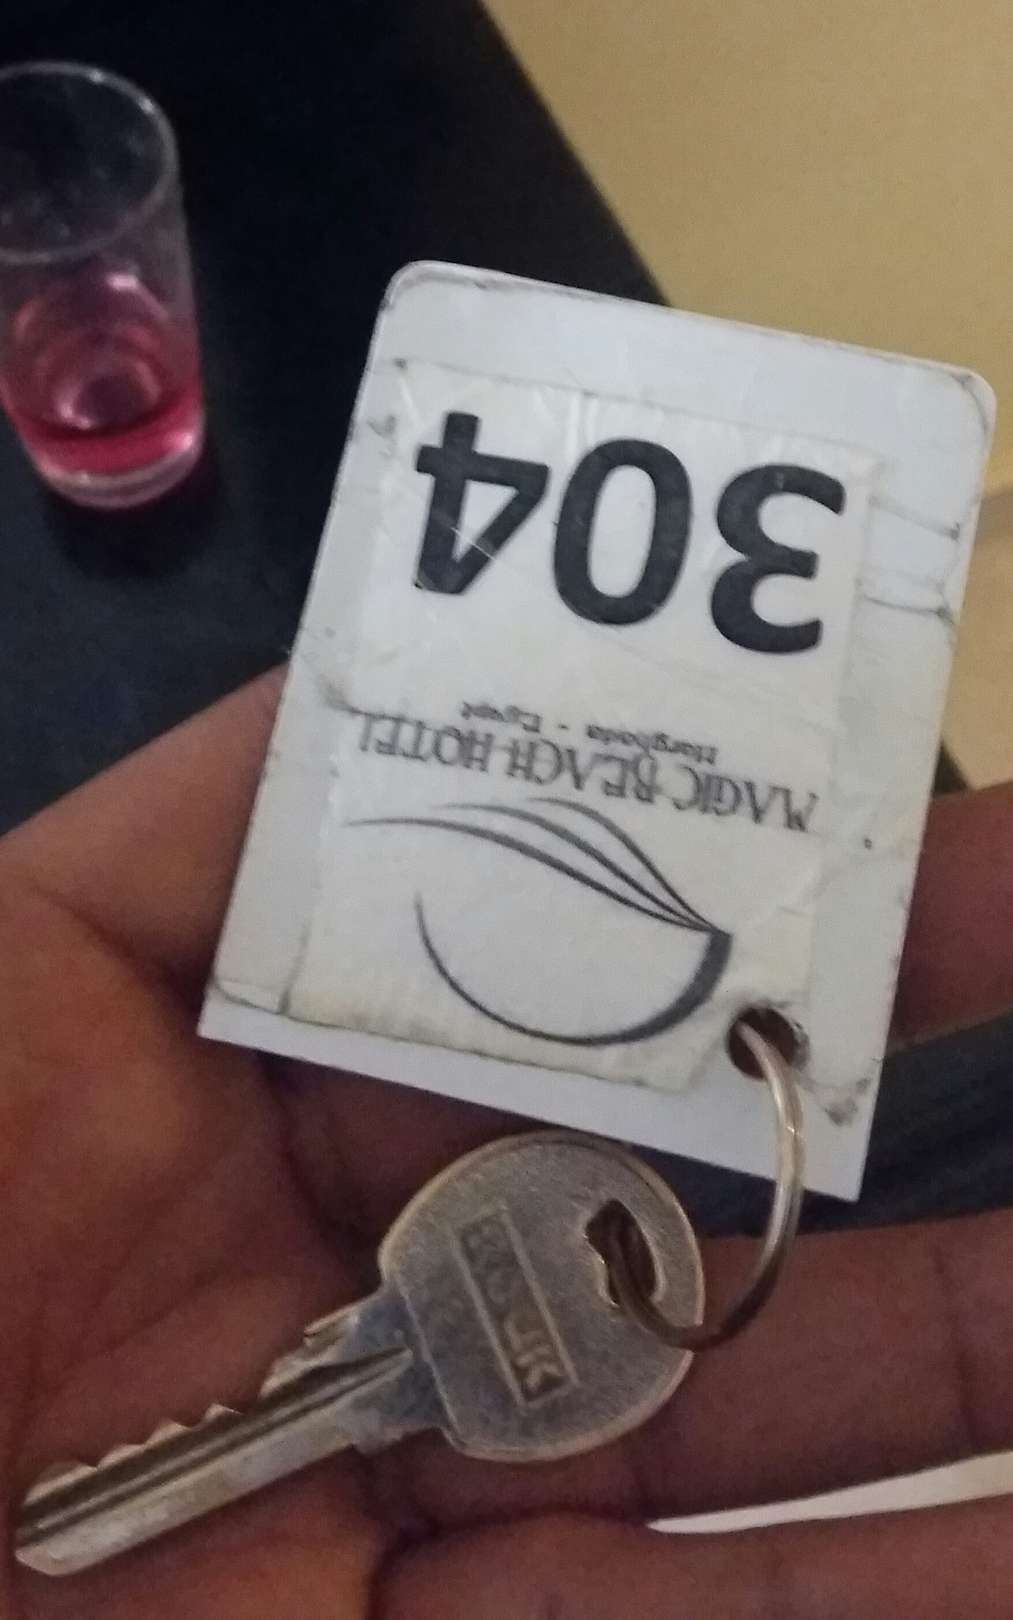 MAGIC BEACH HOTEL
Hurghada - Egypt
304